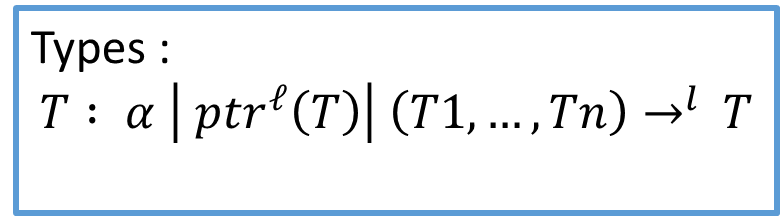 Types :
T : α | ptr^ℓ(T)| (T1, … , Tn) →^l T